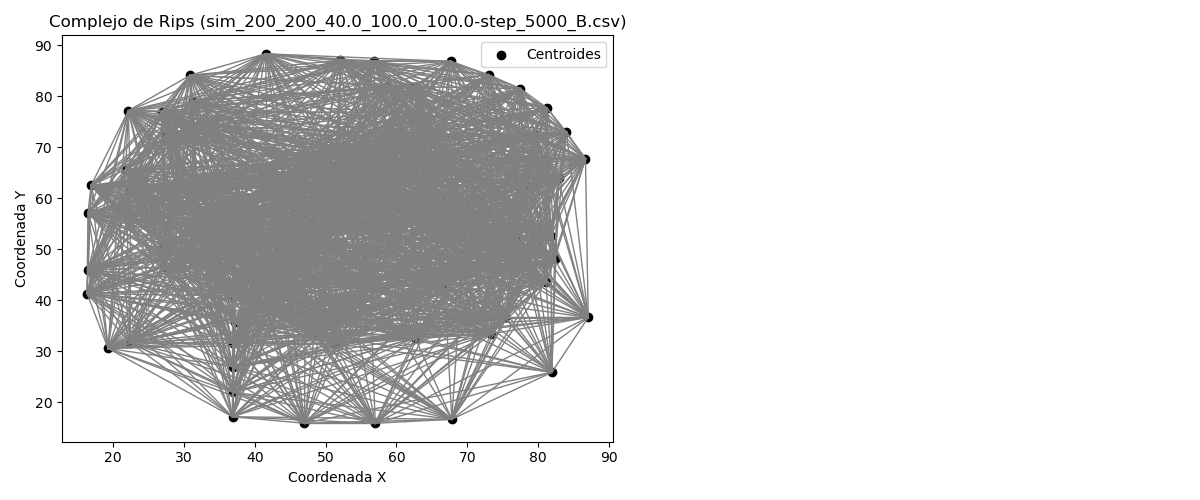 Complejo de Rips (sim_200_200_40.0_100.0_100.0-step_5000_B.csv)
Centroides
90
80
70
60
50
40
30
20
Coordenada Y
20 30 40 50 60 70 80 90
Coordenada X